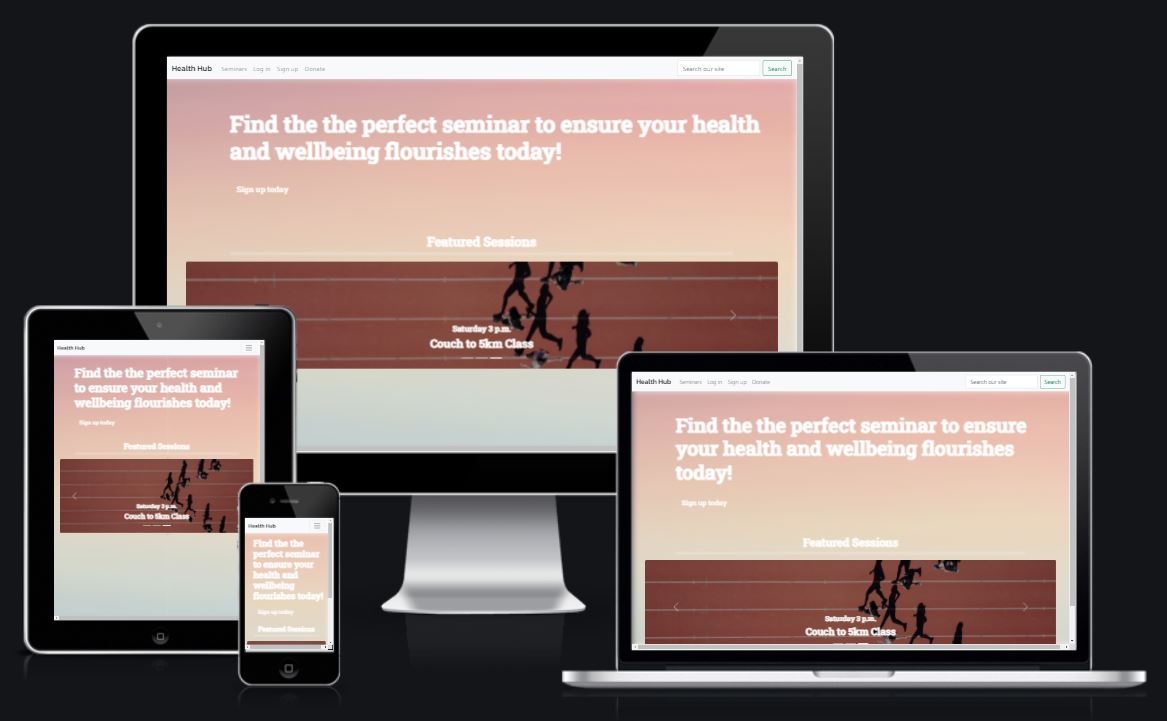 Health Hub Seminars Log in Sign up Donate Search our site Search
Find the the perfect seminar to ensure your health
and wellbeing flourishes today!
Sign up today
Featured Sessions
Saturday 3 p.m.
Couch to 5km Class
Health Hub
Find the the perfect seminar
to ensure your health and
wellbeing flourishes today!
Sign up today
Featured Sessions
Saturday 3 p.m.
Couch to 5km Class
Health Hub
Find the the
perfect seminar
to ensure your
health and
wellbeing
flourishes today!
Sign up today
Featured Sessions
Health Hub Seminars Log in Sign up Donate Search our site Search
Find the the perfect seminar to ensure
your health and wellbeing flourishes
today!
Sign up today
Featured Sessions
Saturday 3 p.m.
Couch to 5km Class